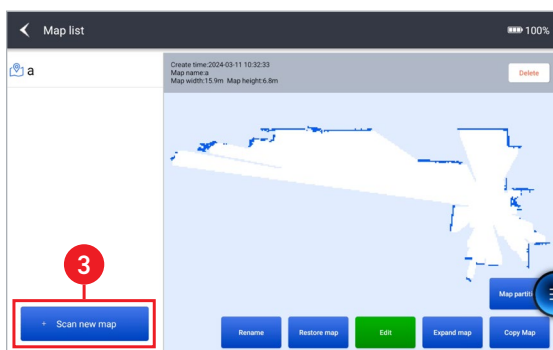 Map list
100%
a
Create time:2024-03-11 10:32:33
Map name:a
Map width:15.9m Map height:6.8m
Delete
3
Map partiti
+ Scan new map
Rename
Restore map
Edit
Expand map
Copy Map